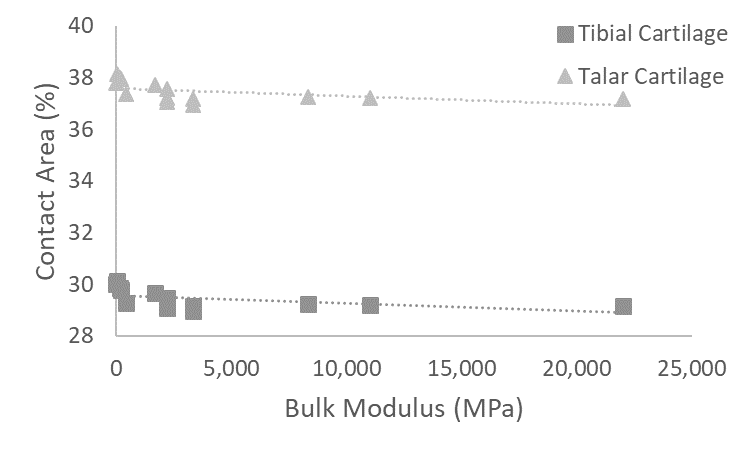 40
38
36
34
32
30
28
Contact Area (%)
Tibial Cartilage
Talar Cartilage
0 5,000 10,000 15,000 20,000 25,000
Bulk Modulus (MPa)